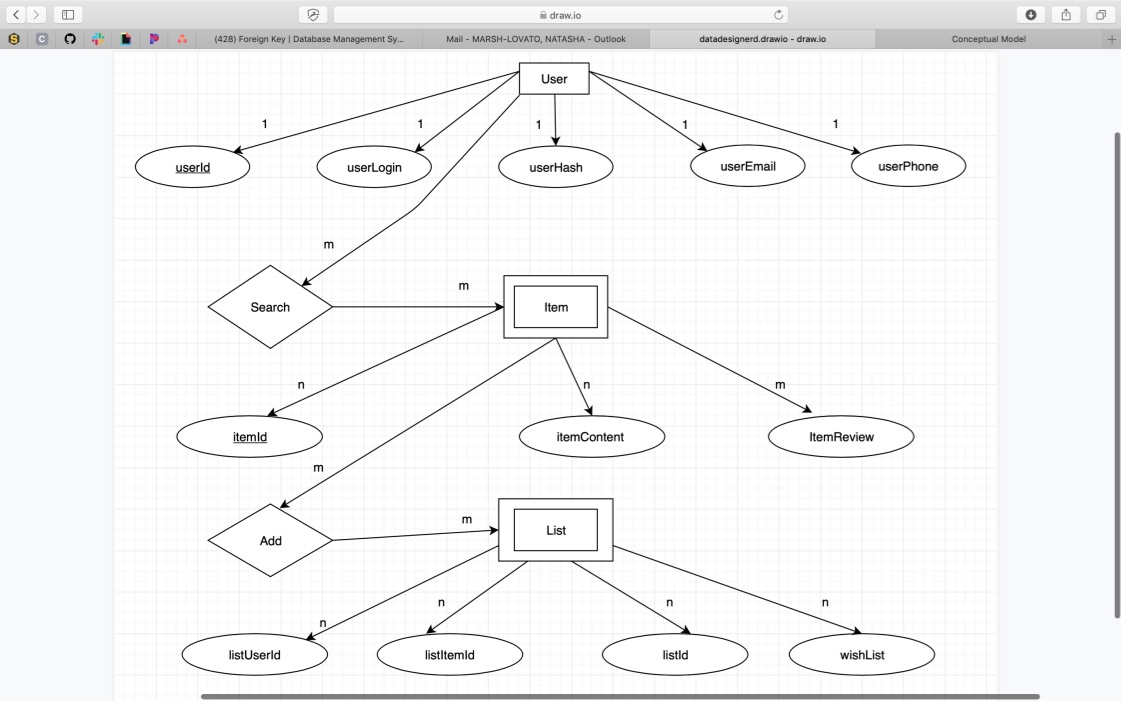 draw.io
S
C
(428) Foreign Key | Database Management Sy...
Mail - MARSH-LOVATO, NATASHA - Outlook
datadesignerd.drawio - draw.io
Conceptual Model
User
1
1
1
1
1
userId
userLogin
userHash
userEmail
userPhone
m
m
Search
Item
n
n
m
itemId
itemContent
ItemReview
m
m
Add
List
n
n
n
n
listUserId
listItemId
listId
wishList